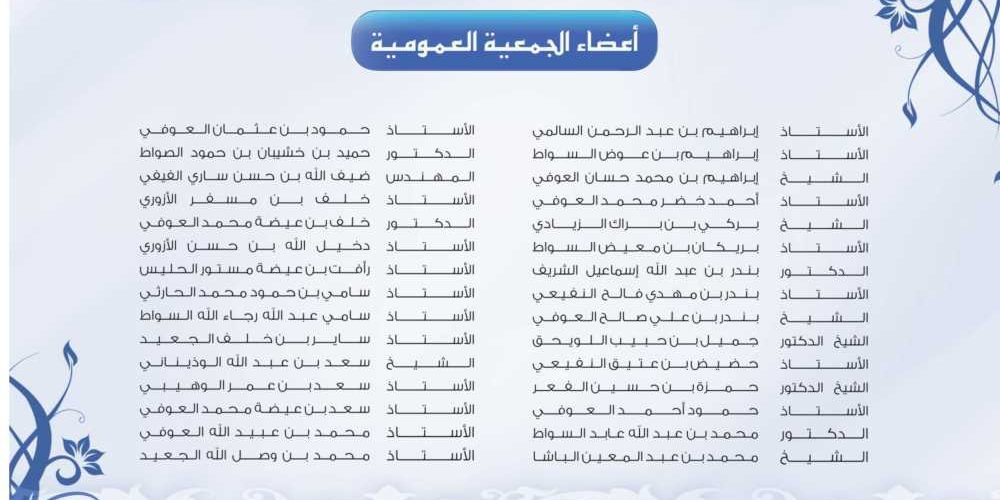 أعضاء الجمعية العمومية
الأستاذ إبراهيم بن عبد الرحمن السالمي
الأستاذ إبراهيم بن عوض السواط
الشيخ إبراهيم بن محمد حسان العوفي
الأستاذ أحمد خضر محمد العوفي
الشيخ بركي بن براك الزيادي
الأستاذ بريكان بن معيض السواط
الدكتور بندر بن عبد الله إسماعيل الشريف
الأستاذ بندر بن مهدي فالح النفيعي
الشيخ بندر بن علي صالح العوفي
الشيخ الدكتور جميل بن حبيب اللويحق
الأستاذ حضيض بن عتيق النفيعي
الشيخ الدكتور حمزة بن حسين الفعر
الأستاذ حمود أحمد العوفي
الدكتور محمد بن عبد الله عابد السواط
الشيخ محمد بن عبد المعين الباشا
الأستاذ حمود بن عثمان العوفي
الدكتور حميد بن خشيبان بن حمود الصواط
المهندس ضيف الله بن حسن ساري الفيفي
الأستاذ خلف بن مسفر الأزوري
الدكتور خلف بن عيضة محمد العوفي
الأستاذ دخيل الله بن حسن الأزوري
الأستاذ رأفت بن عيضة مستور الحليس
الأستاذ سامي بن حمود محمد الحارثي
الأستاذ سامي عبد الله رجاء الله السواط
الأستاذ ساير بن خلف الجعيد
الشيخ سعد بن عبد الله الوذيناني
الأستاذ سعد بن عمر الوهيبي
الأستاذ سعد بن عيضة محمد العوفي
الأستاذ محمد بن عبيد الله العوفي
الأستاذ محمد بن وصل الله الجعيد